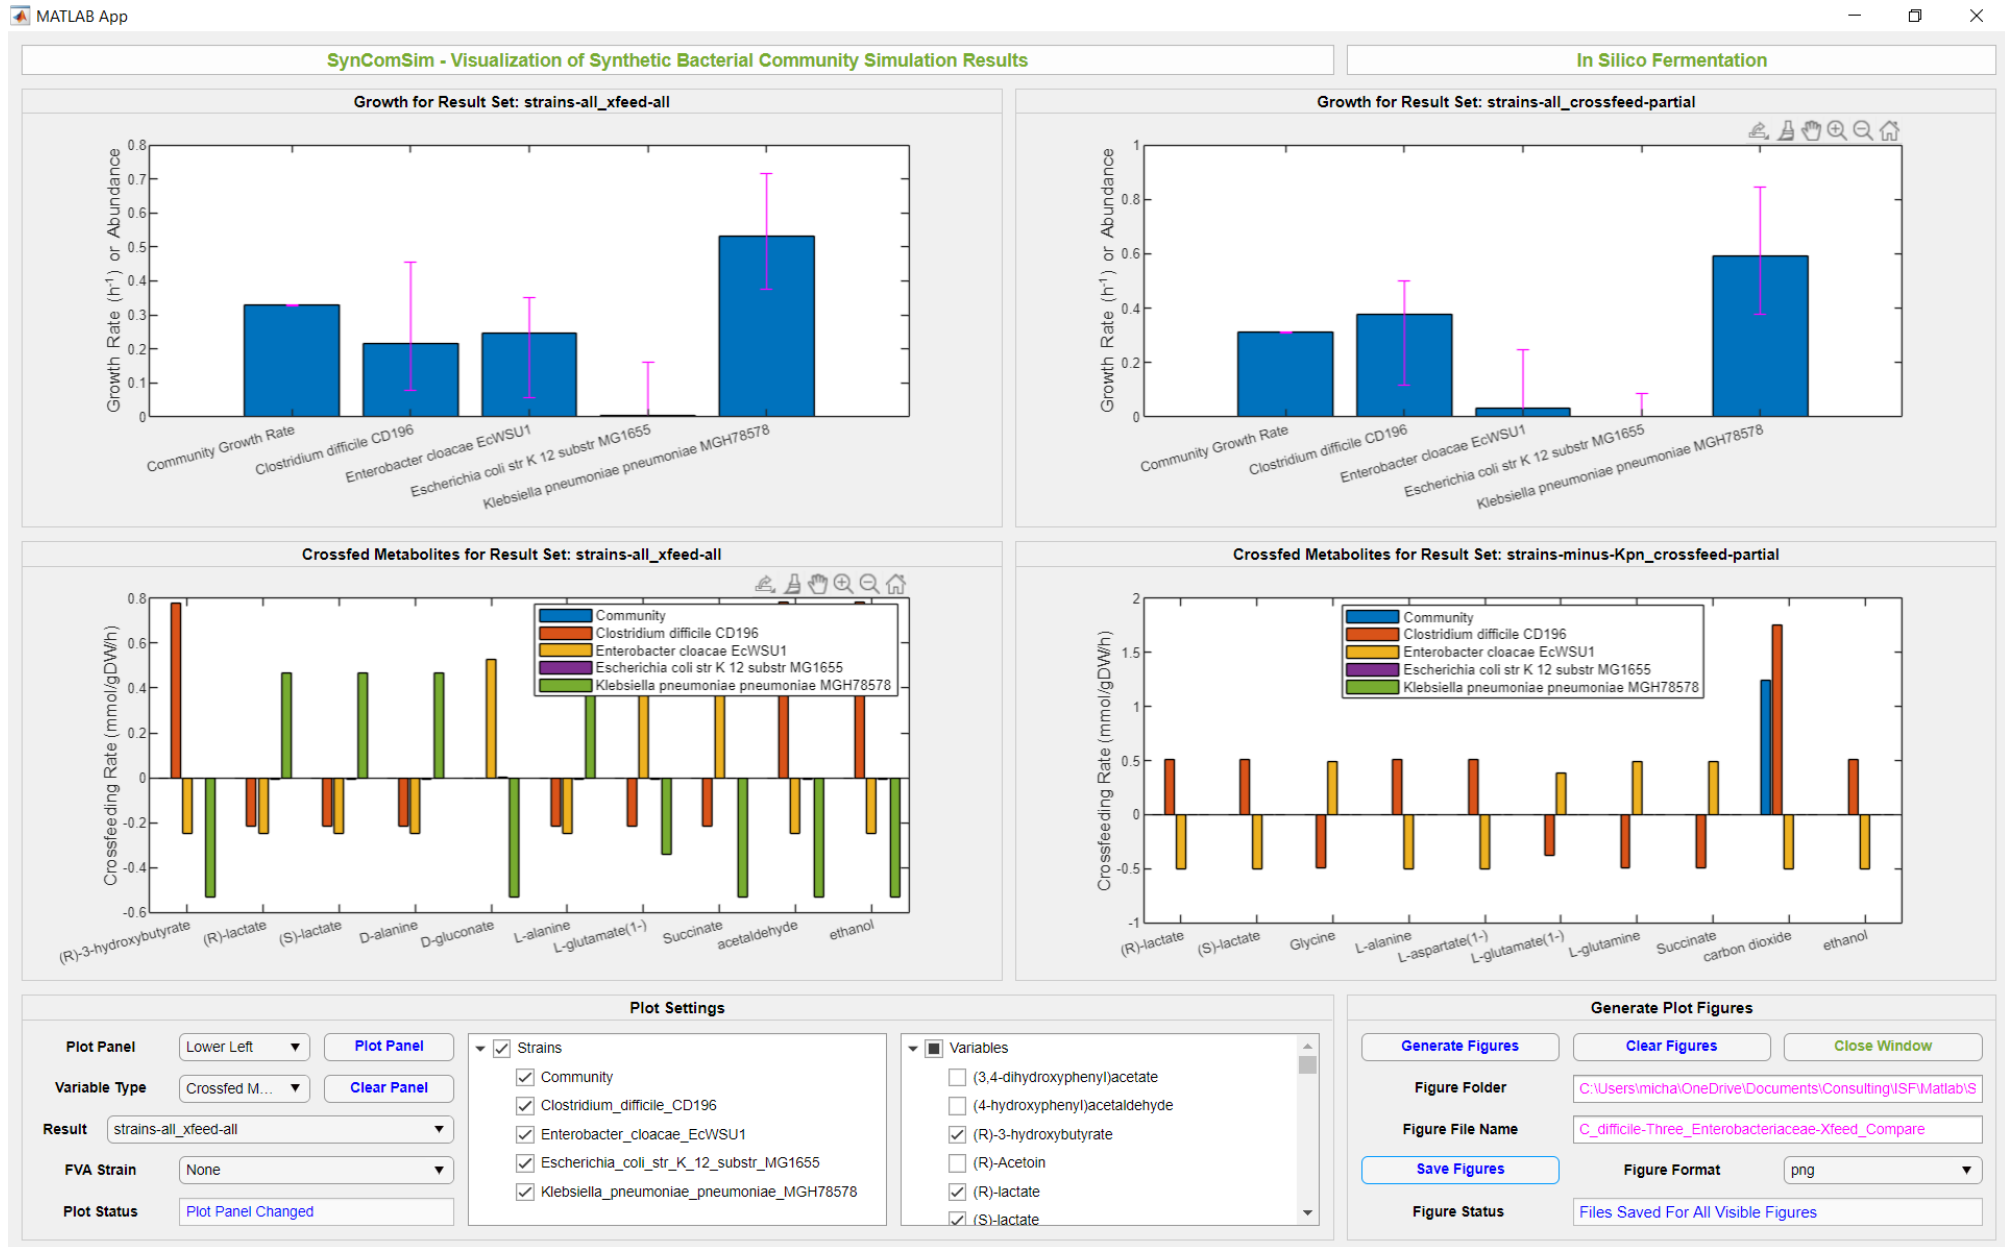 MATLAB App
SynComSim - Visualization of Synthetic Bacterial Community Simulation Results
In Silico Fermentation
Growth for Result Set: strains-all_xfeed-all
Growth Rate (h⁻¹) or Abundance
0.8
0.7
0.6
0.5
0.4
0.3
0.2
0.1
0
Community Growth Rate
Clostridium difficile CD196
Enterobacter cloacae EcWSU1
Escherichia coli str K 12 substr MG1655
Klebsiella pneumoniae pneumoniae MGH78578
Growth for Result Set: strains-all_crossfeed-partial
Growth Rate (h⁻¹) or Abundance
1
0.8
0.6
0.4
0.2
0
Community Growth Rate
Clostridium difficile CD196
Enterobacter cloacae EcWSU1
Escherichia coli str K 12 substr MG1655
Klebsiella pneumoniae pneumoniae MGH78578
Crossfed Metabolites for Result Set: strains-all_xfeed-all
Crossfeeding Rate (mmol/gDW/h)
0.8
0.6
0.4
0.2
0
-0.2
-0.4
-0.6
Community
Clostridium difficile CD196
Enterobacter cloacae EcWSU1
Escherichia coli str K 12 substr MG1655
Klebsiella pneumoniae pneumoniae MGH78578
(R)-3-hydroxybutyrate
(R)-lactate
(S)-lactate
D-alanine
D-gluconate
L-alanine
L-glutamate(1-)
Succinate
acetaldehyde
ethanol
Crossfed Metabolites for Result Set: strains-minus-Kpn_crossfeed-partial
Crossfeeding Rate (mmol/gDW/h)
2
1.5
1
0.5
0
-0.5
-1
Community
Clostridium difficile CD196
Enterobacter cloacae EcWSU1
Escherichia coli str K 12 substr MG1655
Klebsiella pneumoniae pneumoniae MGH78578
(R)-lactate
(S)-lactate
Glycine
L-alanine
L-aspartate(1-)
L-glutamate(1-)
L-glutamine
Succinate
carbon dioxide
ethanol
Plot Settings
Plot Panel
Lower Left
Plot Panel
Variable Type
Crossfed M...
Clear Panel
Result
strains-all_xfeed-all
FVA Strain
None
Plot Status
Plot Panel Changed
Strains
Community
Clostridium_difficile_CD196
Enterobacter_cloacae_EcWSU1
Escherichia_coli_str_K_12_substr_MG1655
Klebsiella_pneumoniae_pneumoniae_MGH78578
Variables
(3,4-dihydroxyphenyl)acetate
(4-hydroxyphenyl)acetaldehyde
(R)-3-hydroxybutyrate
(R)-Acetoin
(R)-lactate
(S)-lactate
Generate Plot Figures
Generate Figures
Clear Figures
Close Window
Figure Folder
C:\Users\micha\OneDrive\Documents\Consulting\ISF\Matlab\S
Figure File Name
C_difficile-Three_Enterobacteriaceae-Xfeed_Compare
Save Figures
Figure Format
png
Figure Status
Files Saved For All Visible Figures